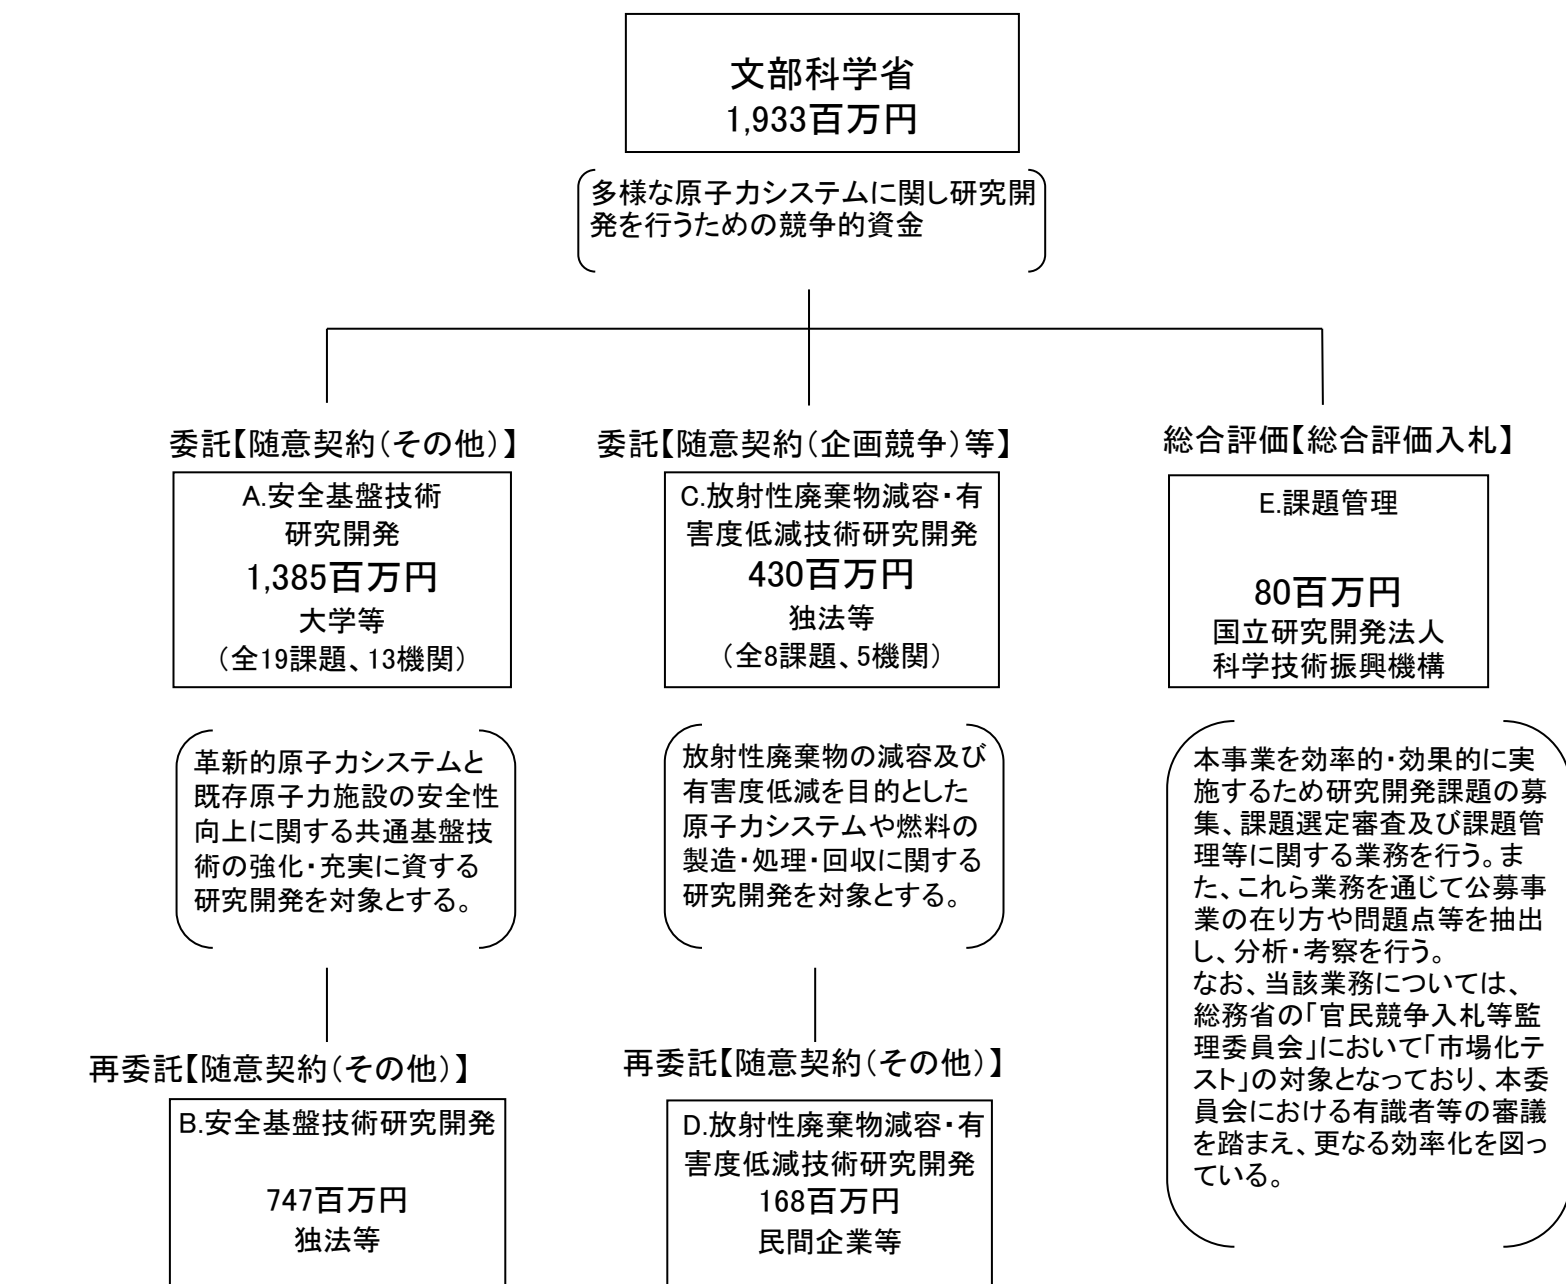 文部科学省
1,933百万円
多様な原子力システムに関し研究開
発を行うための競争的資金
委託【随意契約（その他）】
A.安全基盤技術
研究開発
1,385百万円
大学等
（全19課題、13機関）
革新的原子力システムと
既存原子力施設の安全性
向上に関する共通基盤技
術の強化・充実に資する
研究開発を対象とする。
再委託【随意契約（その他）】
B.安全基盤技術研究開発
747百万円
独法等
委託【随意契約（企画競争）等】
C.放射性廃棄物減容・有
害度低減技術研究開発
430百万円
独法等
（全8課題、5機関）
放射性廃棄物の減容及び
有害度低減を目的とした
原子力システムや燃料の
製造・処理・回収に関する
研究開発を対象とする。
再委託【随意契約（その他）】
D.放射性廃棄物減容・有
害度低減技術研究開発
168百万円
民間企業等
総合評価【総合評価入札】
E.課題管理
80百万円
国立研究開発法人
科学技術振興機構
本事業を効率的・効果的に実
施するため研究開発課題の募
集、課題選定審査及び課題管
理等に関する業務を行う。ま
た、これら業務を通じて公募事
業の在り方や問題点等を抽出
し、分析・考察を行う。
なお、当該業務については、
総務省の「官民競争入札等監
理委員会」において「市場化テ
スト」の対象となっており、本委
員会における有識者等の審議
を踏まえ、更なる効率化を図っ
ている。